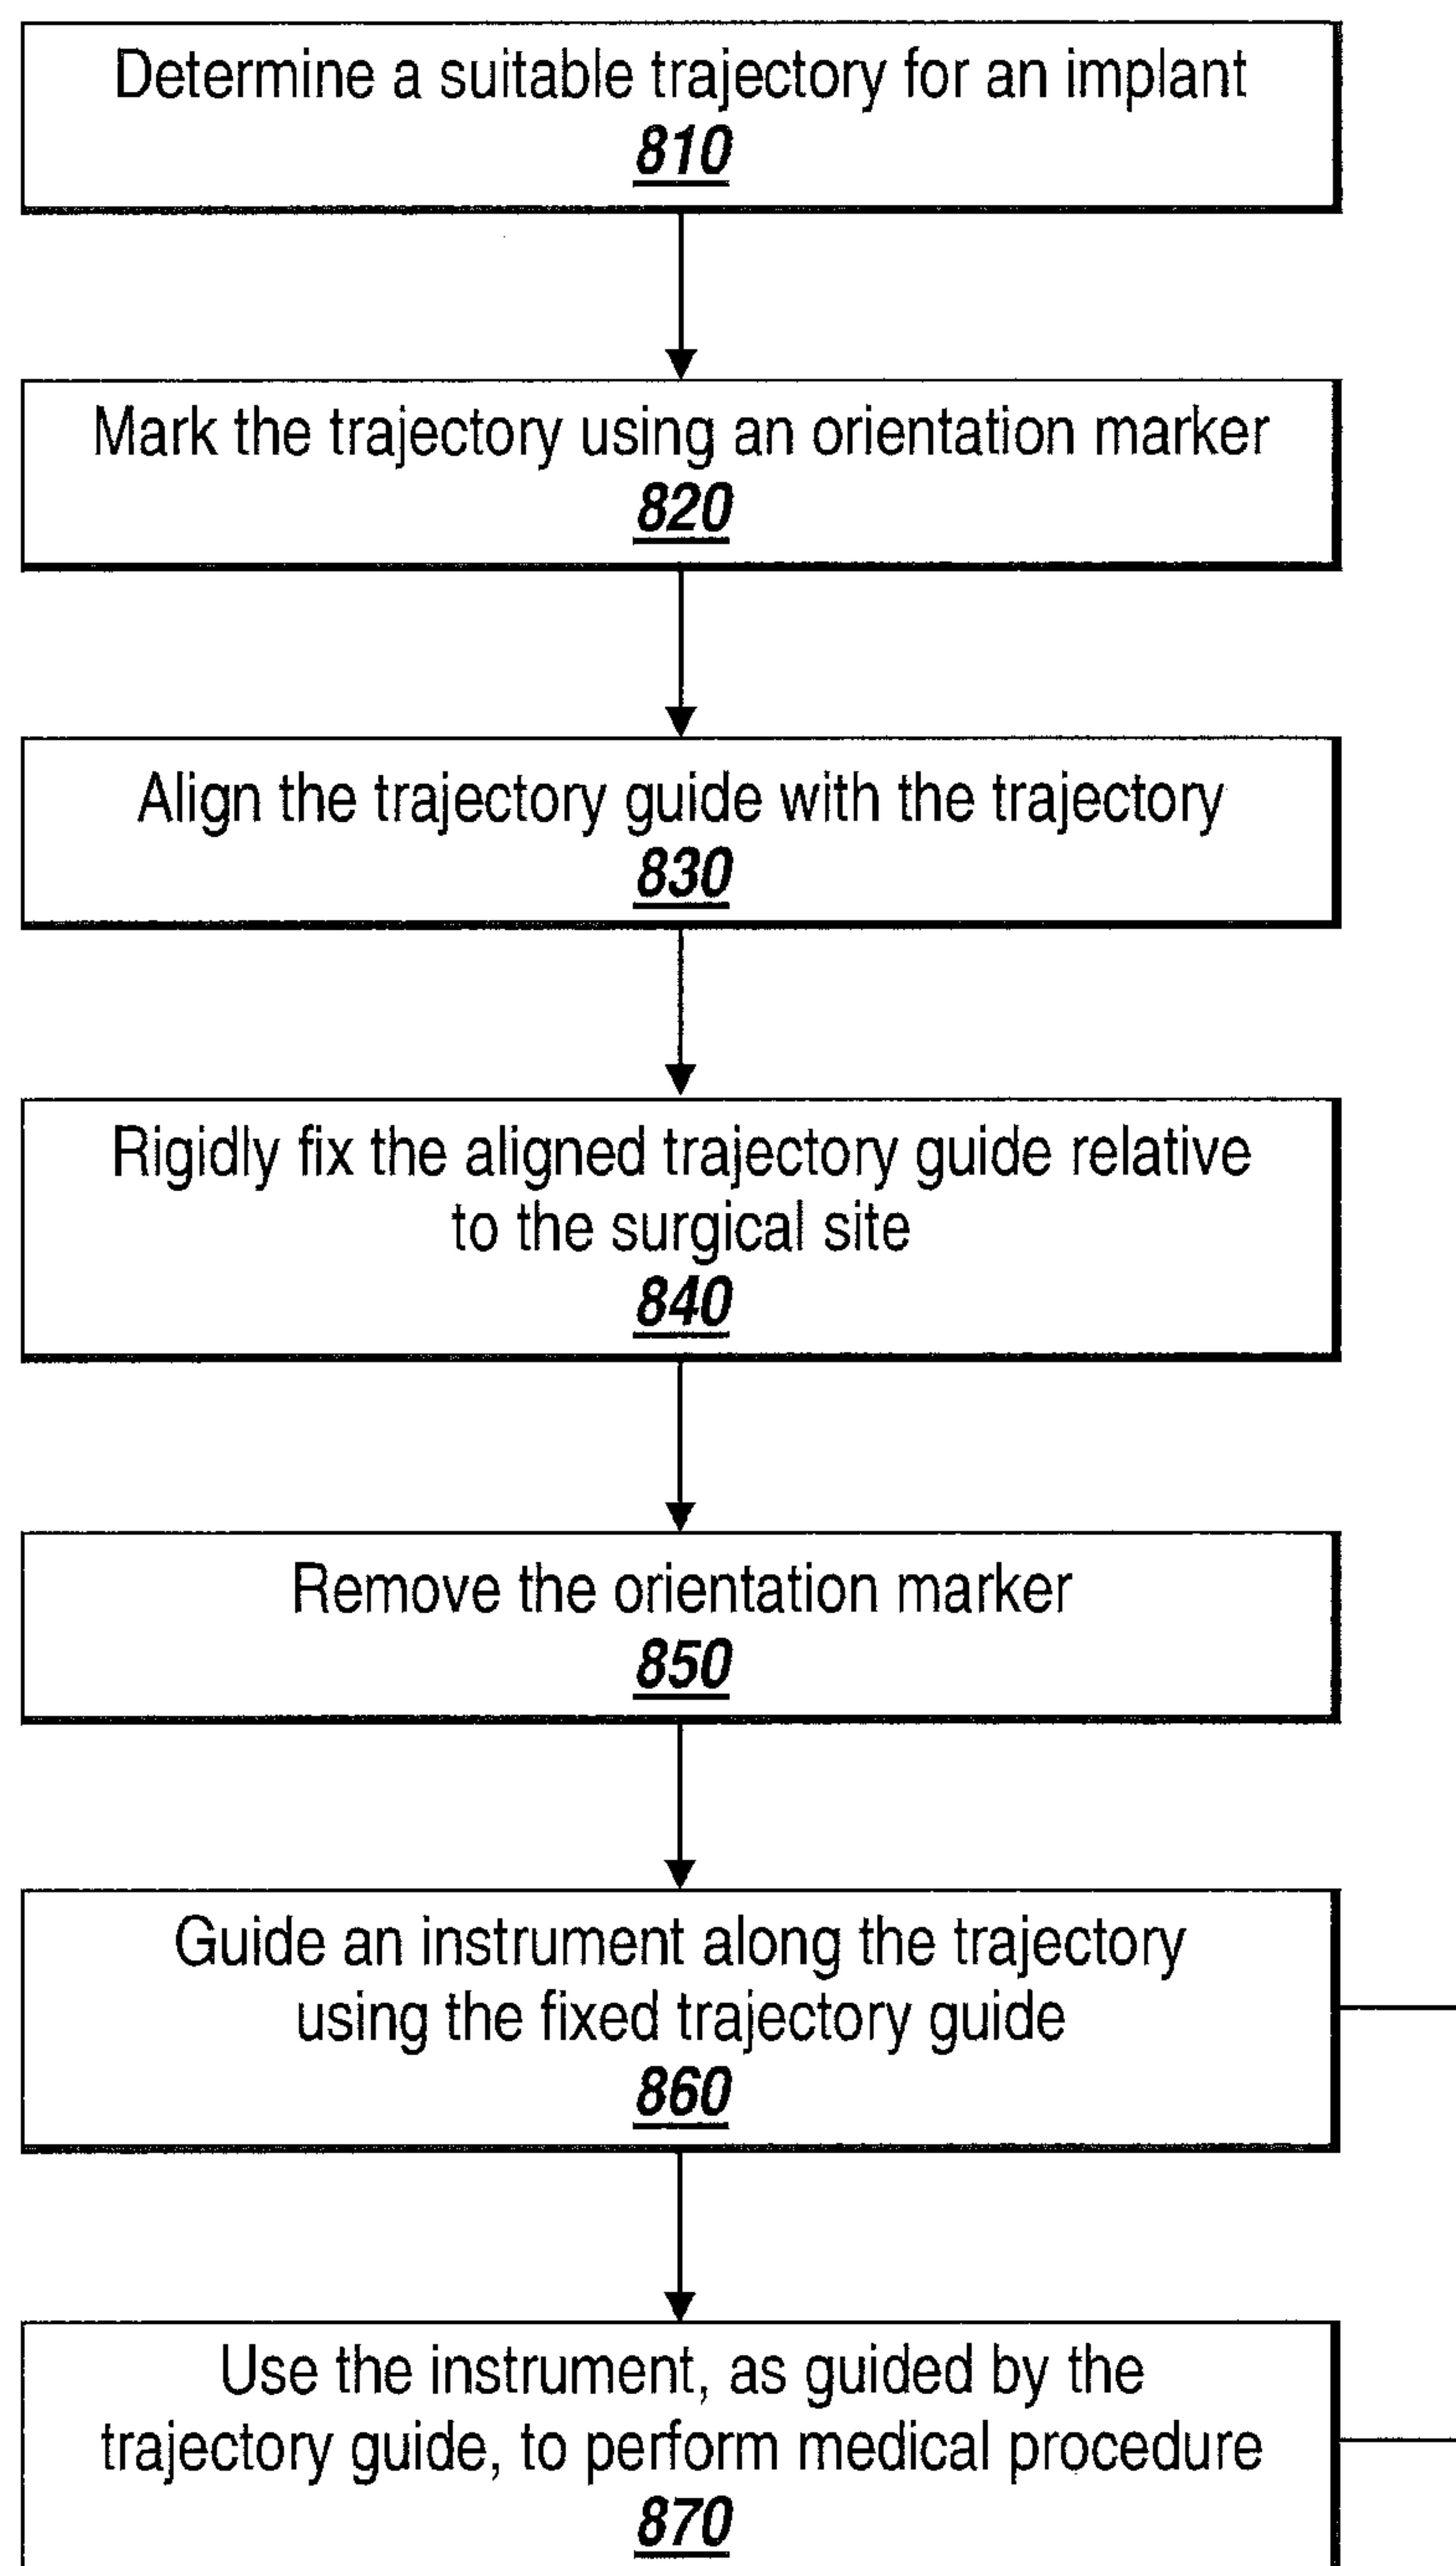 Determine a suitable trajectory for an implant
810
Mark the trajectory using an orientation marker
820
Align the trajectory guide with the trajectory
830
Rigidly fix the aligned trajectory guide relative
to the surgical site
840
Remove the orientation marker
850
Guide an instrument along the trajectory
using the fixed trajectory guide
860
Use the instrument, as guided by the
trajectory guide, to perform medical procedure
870